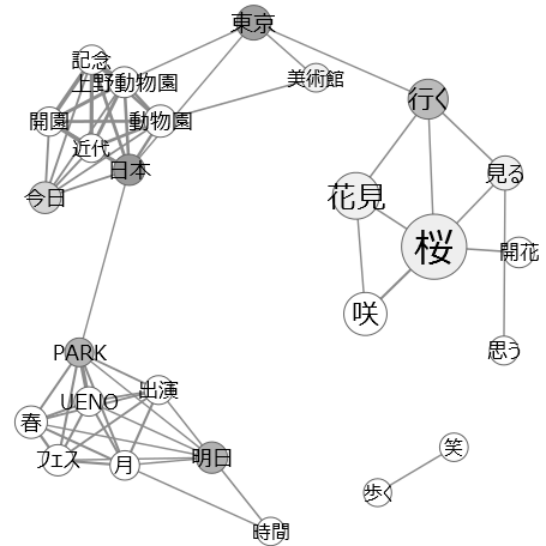 東京
記念
上野動物園
美術館
行く
開園
動物園
近代
日本
見る
今日
花見
桜
開花
咲
PARK
思う
出演
UENO
春
笑
フェス
月
明日
歩く
時間